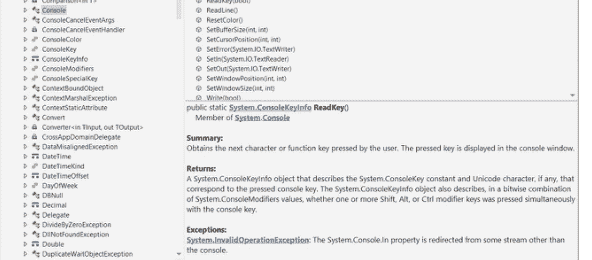 Comparison<in T>
Console
ConsoleCancelEventArgs
ConsoleCancelEventHandler
ConsoleColor
ConsoleKey
ConsoleKeyInfo
ConsoleModifiers
ConsoleSpecialKey
ContextBoundObject
ContextMarshalException
ContextStaticAttribute
Convert
Converter<in TInput, out TOutput>
CrossAppDomainDelegate
DataMisalignedException
DateTime
DateTimeKind
DateTimeOffset
DayOfWeek
DBNull
Decimal
Delegate
DivideByZeroException
DllNotFoundException
Double
DuplicateWaitObjectException
ReadKey(bool)
ReadLine()
ResetColor()
SetBufferSize(int, int)
SetCursorPosition(int, int)
SetError(System.IO.TextWriter)
SetIn(System.IO.TextReader)
SetOut(System.IO.TextWriter)
SetWindowPosition(int, int)
SetWindowSize(int, int)
Write(bool)
public static System.ConsoleKeyInfo ReadKey()
Member of System.Console
Summary:
Obtains the next character or function key pressed by the user. The pressed key is displayed in the console window.
Returns:
A System.ConsoleKeyInfo object that describes the System.ConsoleKey constant and Unicode character, if any, that
correspond to the pressed console key. The System.ConsoleKeyInfo object also describes, in a bitwise combination
of System.ConsoleModifiers values, whether one or more Shift, Alt, or Ctrl modifier keys was pressed simultaneously
with the console key.
Exceptions:
System.InvalidOperationException: The System.Console.In property is redirected from some stream other than
the console.